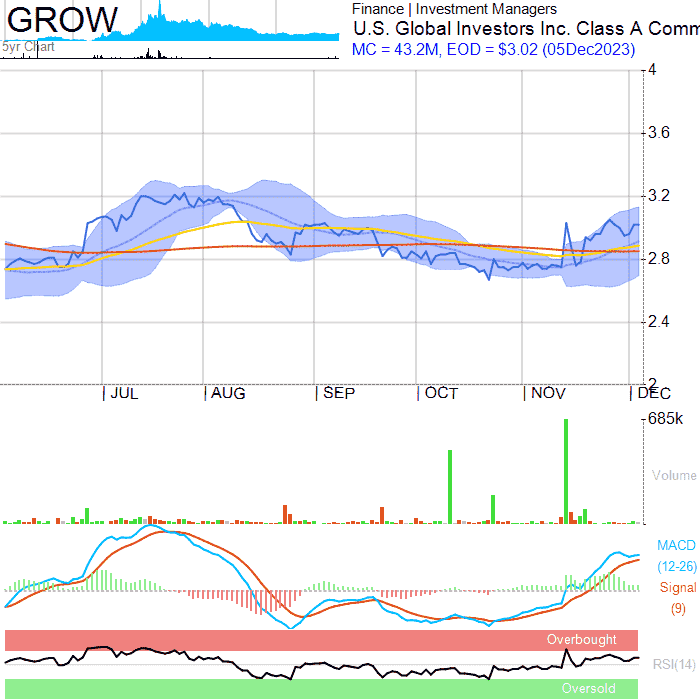 GROW
5yr Chart
Finance | Investment Managers
U.S. Global Investors Inc. Class A Comm
MC = 43.2M, EOD = $3.02 (05Dec2023)
4
3.6
3.2
2.8
2.4
2
JUL AUG SEP OCT NOV DEC
685k
Volume
MACD
(12-26)
Signal
(9)
Overbought
RSI(14)
Oversold